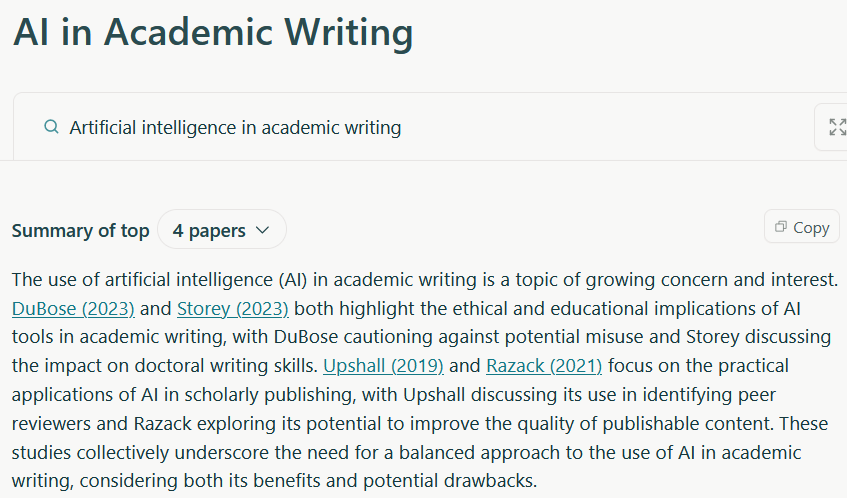 AI in Academic Writing
Artificial intelligence in academic writing
Summary of top 4 papers
Copy
The use of artificial intelligence (AI) in academic writing is a topic of growing concern and interest.
DuBose (2023) and Storey (2023) both highlight the ethical and educational implications of AI
tools in academic writing, with DuBose cautioning against potential misuse and Storey discussing
the impact on doctoral writing skills. Upshall (2019) and Razack (2021) focus on the practical
applications of AI in scholarly publishing, with Upshall discussing its use in identifying peer
reviewers and Razack exploring its potential to improve the quality of publishable content. These
studies collectively underscore the need for a balanced approach to the use of AI in academic
writing, considering both its benefits and potential drawbacks.